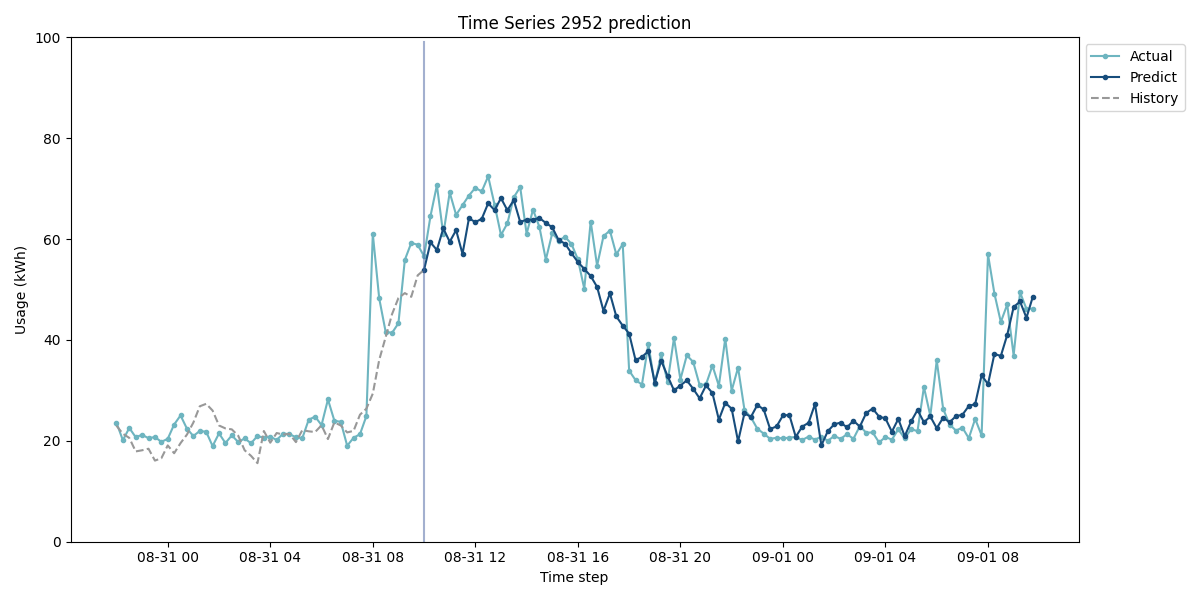 Time Series 2952 prediction
100
80
60
40
20
0
Usage (kWh)
08-31 00
08-31 04
08-31 08
08-31 12
08-31 16
08-31 20
09-01 00
09-01 04
09-01 08
Time step
Actual
Predict
History